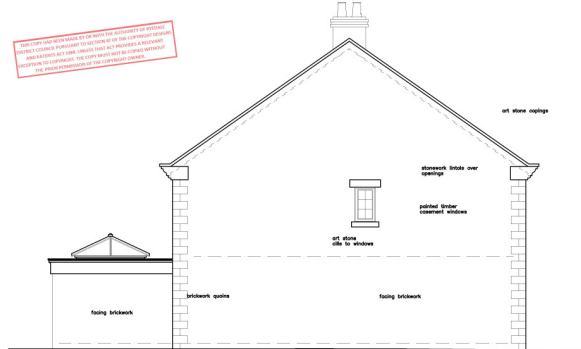 THIS COPY HAS BEEN MADE BY OR WITH THE AUTHORITY OF RYEDALE
DISTRICT COUNCIL PURSUANT TO SECTION 47 OF THE COPYRIGHT DESIGNS
AND PATENTS ACT 1988. UNLESS THAT ACT PROVIDES A RELEVANT
EXCEPTION TO COPYRIGHT, THE COPY MUST NOT BE COPIED WITHOUT
THE PRIOR PERMISSION OF THE COPYRIGHT OWNER.
art stone copings
stonework lintols over
openings
painted timber
casement windows
art stone
cills to windows
brickwork quoins
facing brickwork
facing brickwork